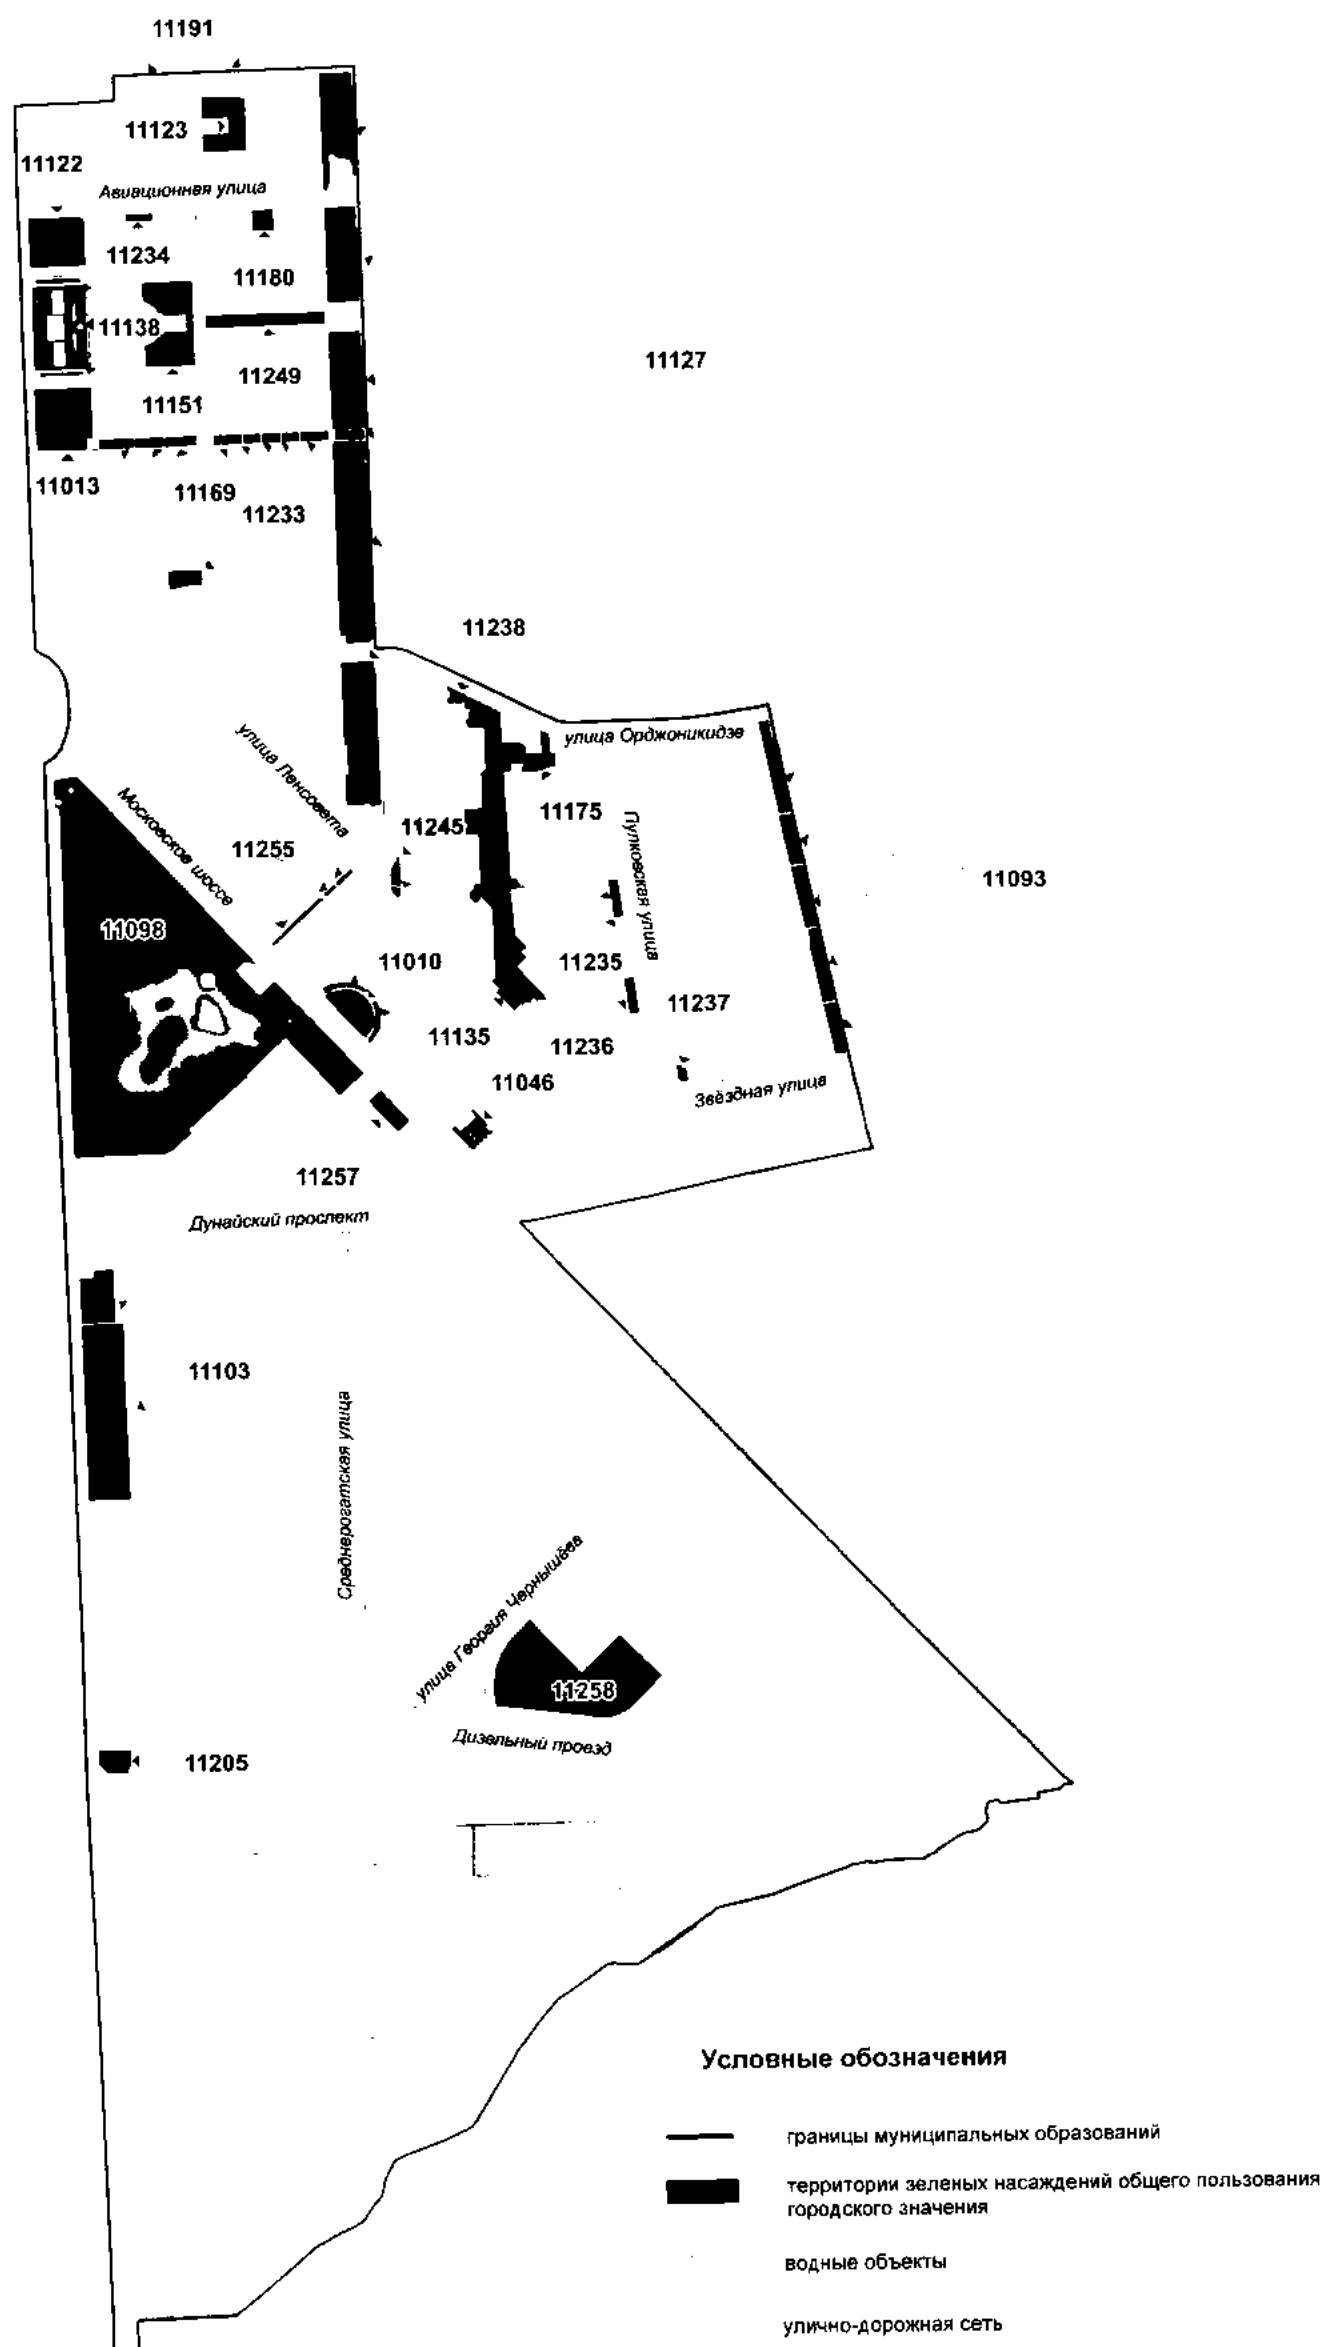 11191
11123
11122
Авиационная улица
11234
11180
11138
11127
11249
11151
11013
11169
11233
11238
улица Орджоникидзе
улица Ленсовета
Московское шоссе
11175
11245
Пулковская улица
11255
11093
11098
11010
11235
11237
11135
11236
11046
Звёздная улица
11257
Дунайский проспект
11103
Среднерогатская улица
улица Георгия Чернышёва
11258
Дизельный проезд
11205
Условные обозначения
границы муниципальных образований
территории зеленых насаждений общего пользования
городского значения
водные объекты
улично-дорожная сеть